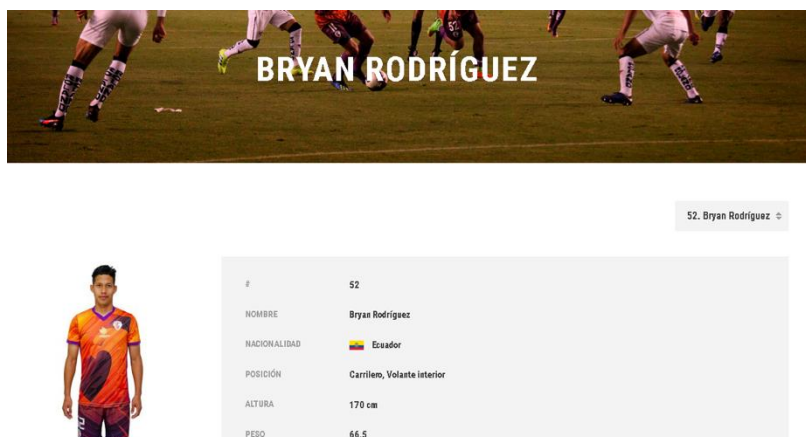 BRYAN RODRÍGUEZ
52. Bryan Rodríguez
# 52
NOMBRE Bryan Rodríguez
NACIONALIDAD Ecuador
POSICIÓN Carrilero, Volante interior
ALTURA 170 cm
PESO 66.5
52